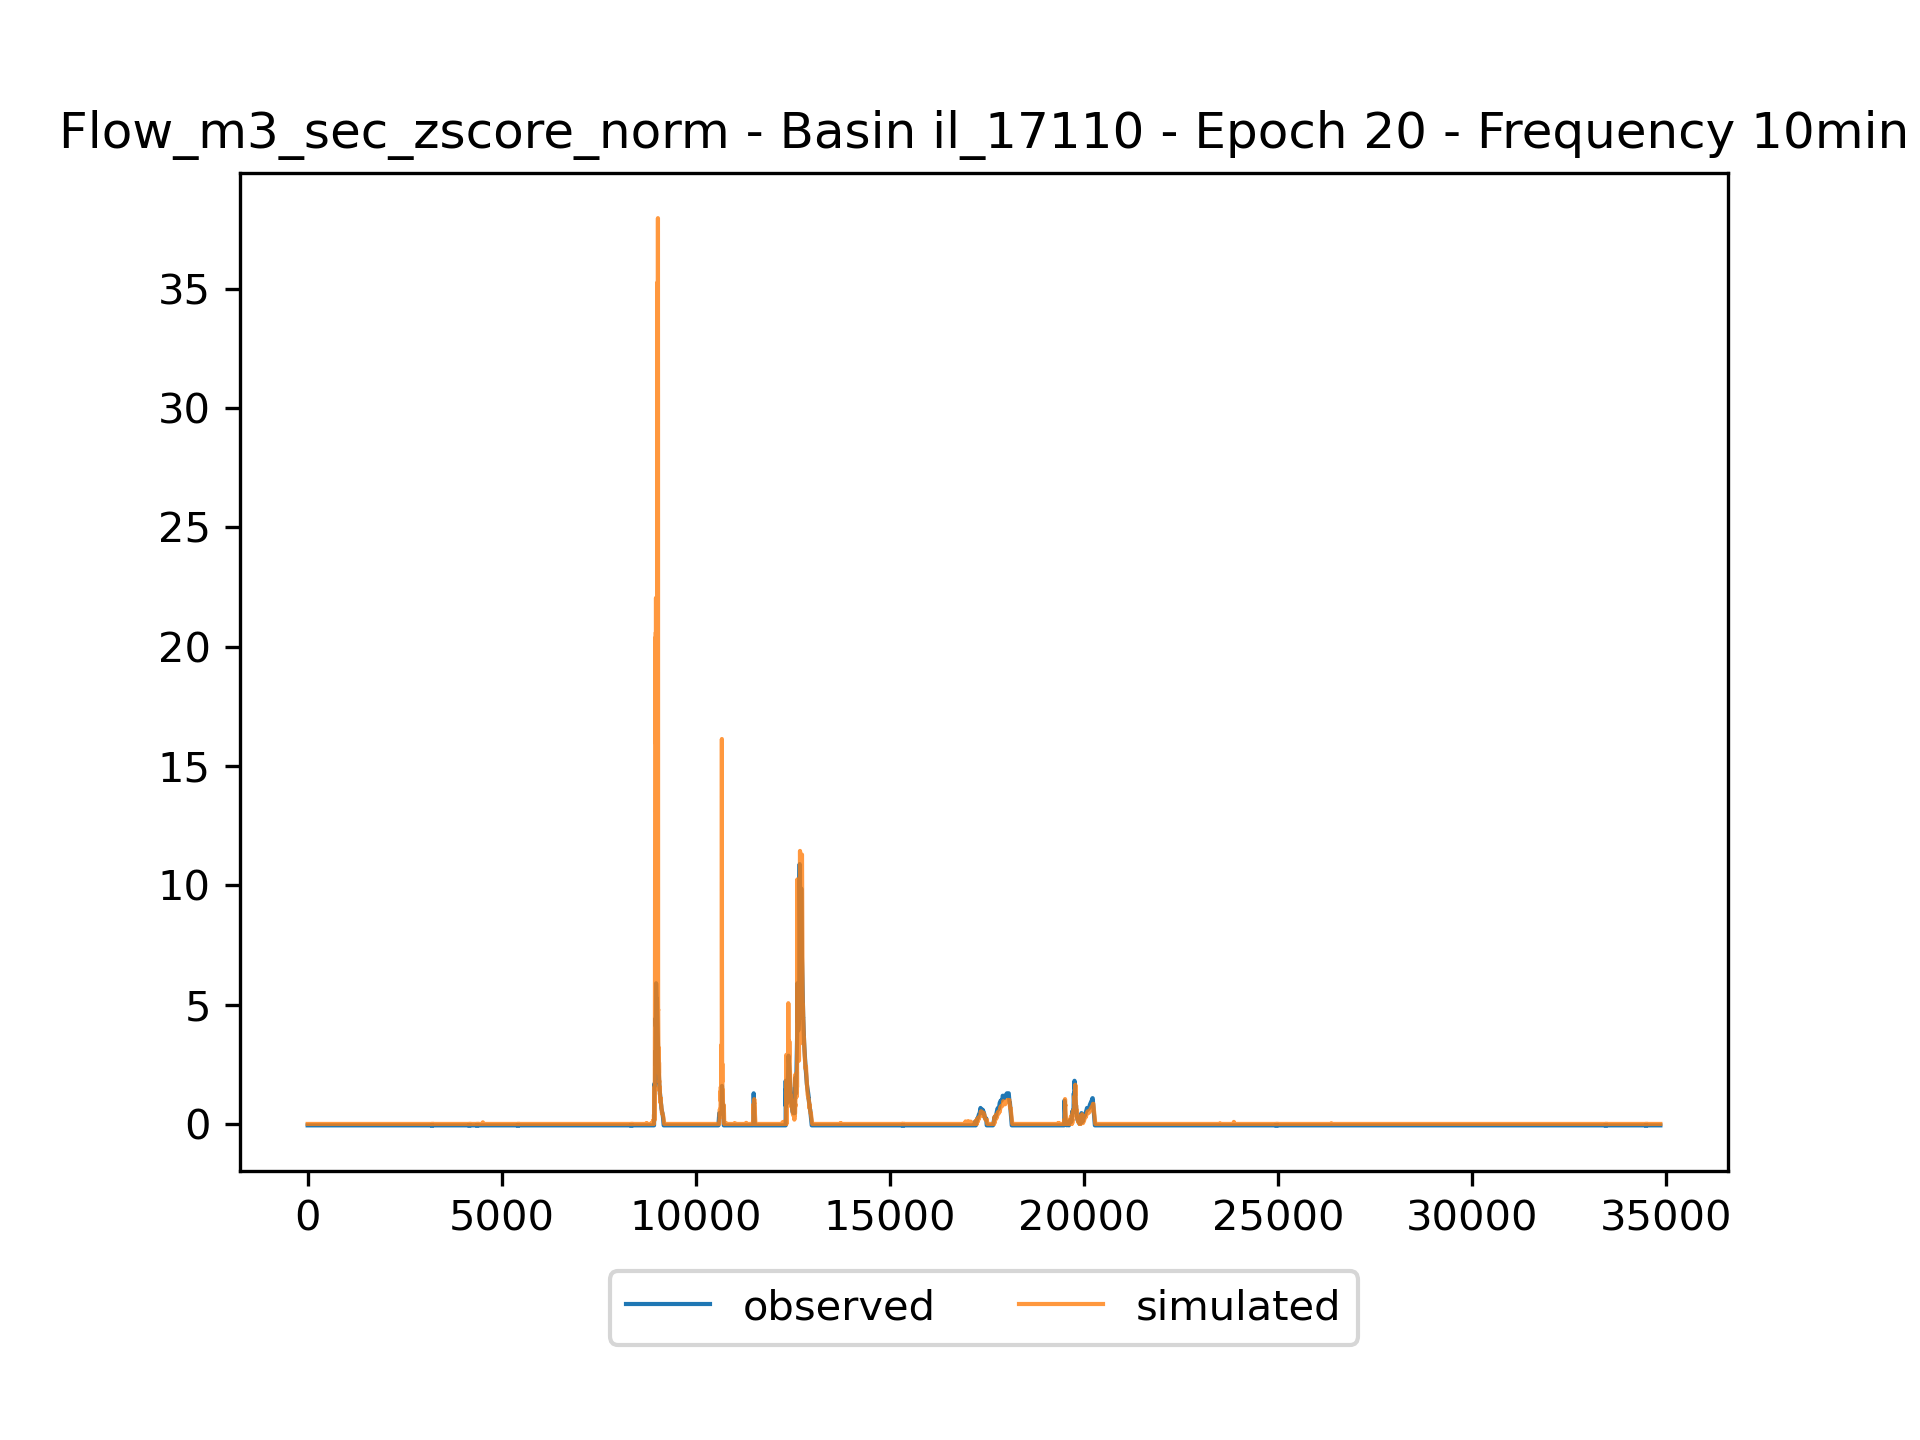 Flow_m3_sec_zscore_norm - Basin il_17110 - Epoch 20 - Frequency 10min
35
30
25
20
15
10
5
0
0 5000 10000 15000 20000 25000 30000 35000
observed simulated